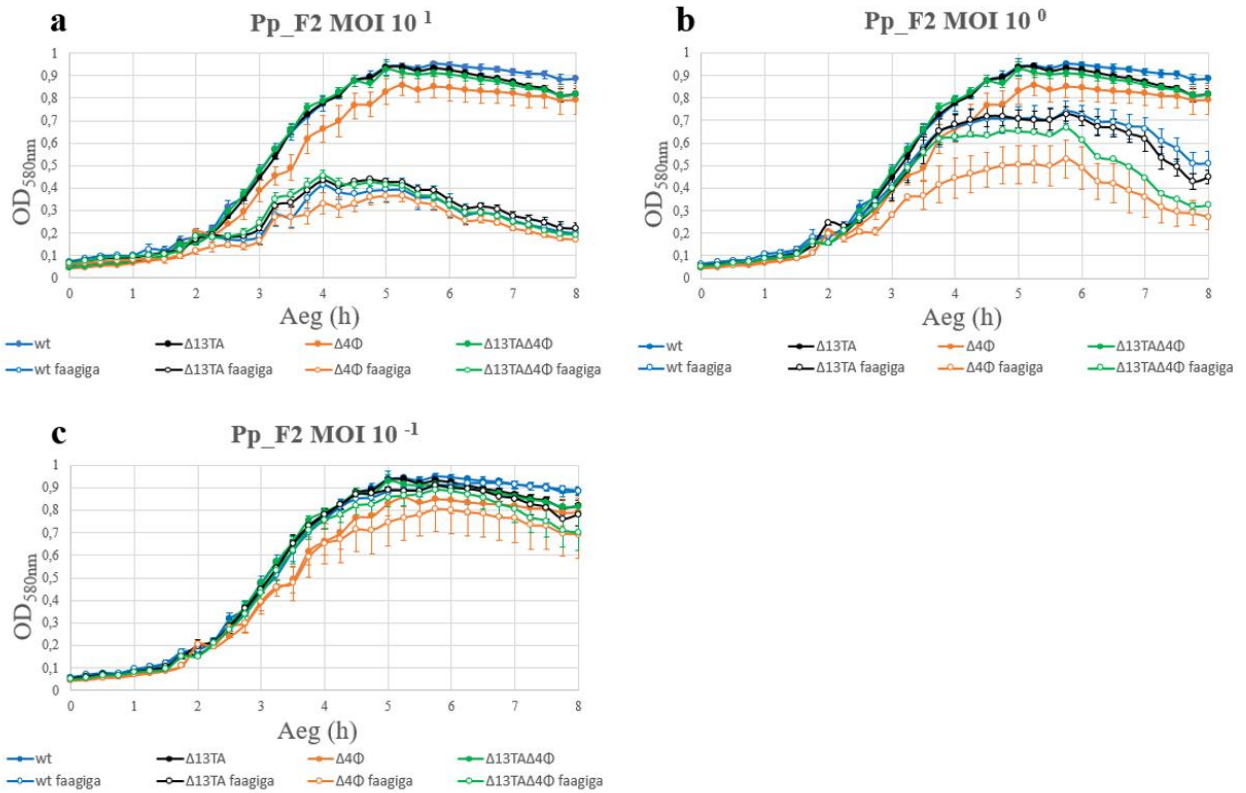 a
Pp_F2 MOI 10 ¹
OD580nm
1
0,9
0,8
0,7
0,6
0,5
0,4
0,3
0,2
0,1
0
0 1 2 3 4 5 6 7 8
Aeg (h)
wt Δ13TA Δ4Φ Δ13TAΔ4Φ
wt faagiga Δ13TA faagiga Δ4Φ faagiga Δ13TAΔ4Φ faagiga
b
Pp_F2 MOI 10 ⁰
OD580nm
1
0,9
0,8
0,7
0,6
0,5
0,4
0,3
0,2
0,1
0
0 1 2 3 4 5 6 7 8
Aeg (h)
wt Δ13TA Δ4Φ Δ13TAΔ4Φ
wt faagiga Δ13TA faagiga Δ4Φ faagiga Δ13TAΔ4Φ faagiga
c
Pp_F2 MOI 10 ⁻¹
OD580nm
1
0,9
0,8
0,7
0,6
0,5
0,4
0,3
0,2
0,1
0
0 1 2 3 4 5 6 7 8
Aeg (h)
wt Δ13TA Δ4Φ Δ13TAΔ4Φ
wt faagiga Δ13TA faagiga Δ4Φ faagiga Δ13TAΔ4Φ faagiga